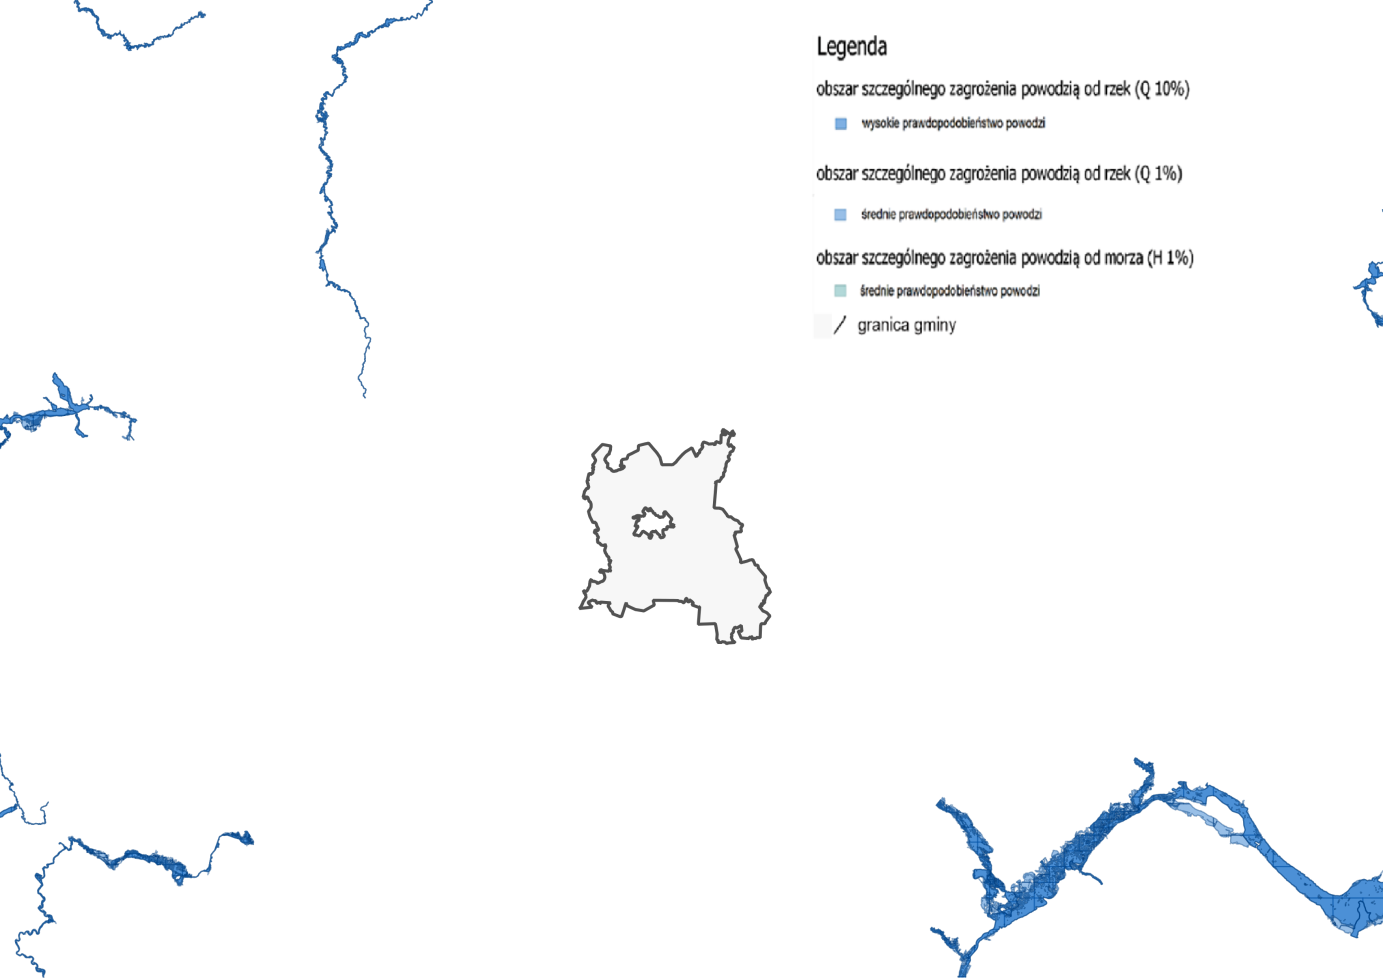 Legenda
obszar szczególnego zagrożenia powodzią od rzek (Q 10%)
wysokie prawdopodobieństwo powodzi
obszar szczególnego zagrożenia powodzią od rzek (Q 1%)
średnie prawdopodobieństwo powodzi
obszar szczególnego zagrożenia powodzią od morza (H 1%)
średnie prawdopodobieństwo powodzi
granica gminy